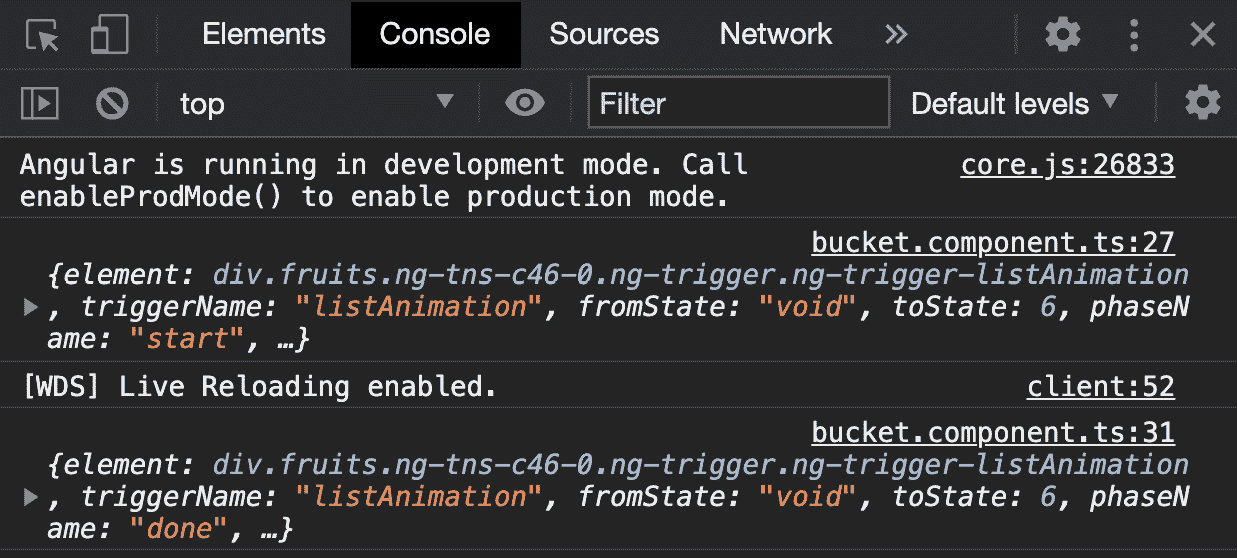 Elements Console Sources Network »
top Filter Default levels
Angular is running in development mode. Call core.js:26833
enableProdMode() to enable production mode.
bucket.component.ts:27
{element: div.fruits.ng-tns-c46-0.ng-trigger.ng-trigger-listAnimation
, triggerName: "listAnimation", fromState: "void", toState: 6, phaseN
ame: "start", …}
[WDS] Live Reloading enabled. client:52
bucket.component.ts:31
{element: div.fruits.ng-tns-c46-0.ng-trigger.ng-trigger-listAnimation
, triggerName: "listAnimation", fromState: "void", toState: 6, phaseN
ame: "done", …}